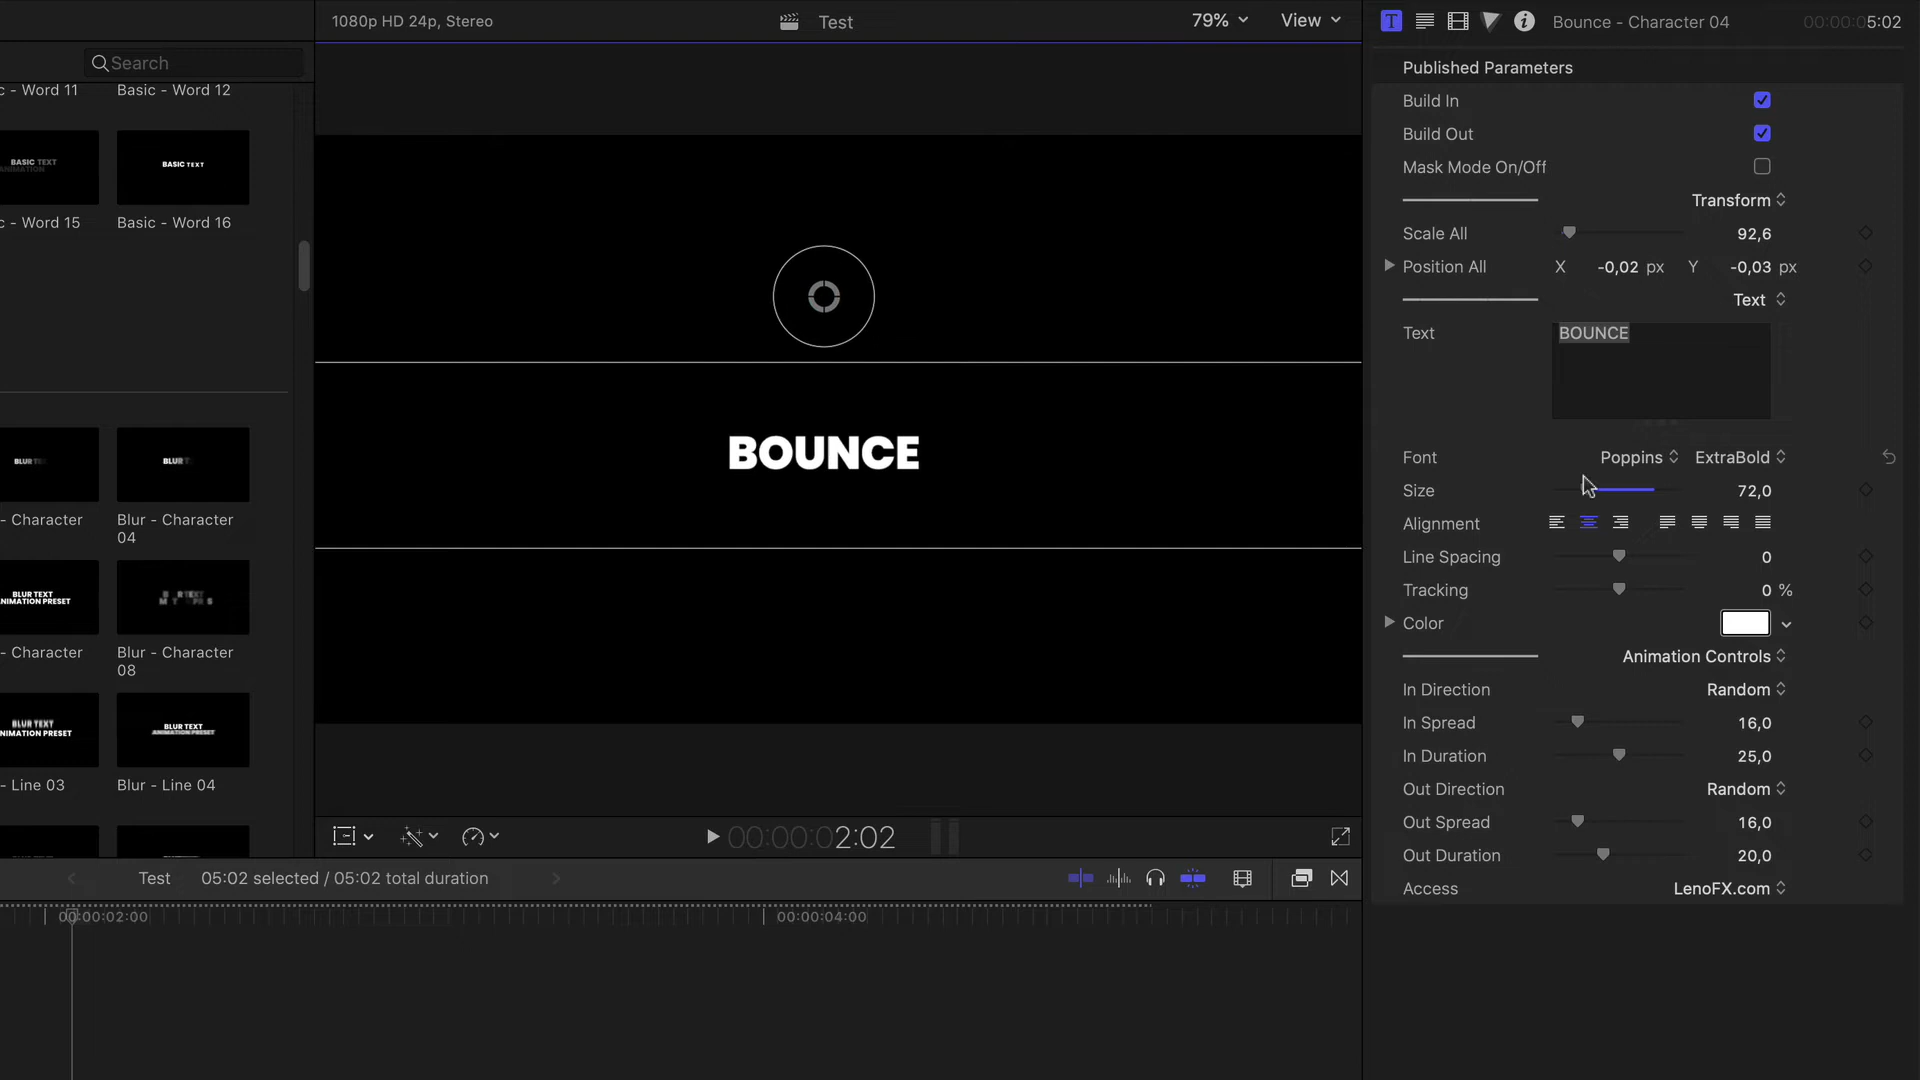 1080p HD 24p, Stereo
Test
79%
View
Bounce - Character 04
00:00:05:02
Search
c - Word 11
Basic - Word 12
BASIC TEXT
ANIMATION
BASIC TEXT
c - Word 15
Basic - Word 16
BLUR
BLUR
- Character
Blur - Character
04
BLUR TEXT
NIMATION PRESET
- Character
Blur - Character
08
BLUR TEXT
NIMATION PRESET
BLUR TEXT
ANIMATION PRESET
- Line 03
Blur - Line 04
BOUNCE
00:00:02:02
Test
05:02 selected / 05:02 total duration
00:00:02:00
00:00:04:00
Published Parameters
Build In
Build Out
Mask Mode On/Off
Transform
Scale All
92,6
Position All
X
-0,02 px
Y
-0,03 px
Text
Text
BOUNCE
Font
Poppins
ExtraBold
Size
72,0
Alignment
Line Spacing
0
Tracking
0 %
Color
Animation Controls
In Direction
Random
In Spread
16,0
In Duration
25,0
Out Direction
Random
Out Spread
16,0
Out Duration
20,0
Access
LenoFX.com